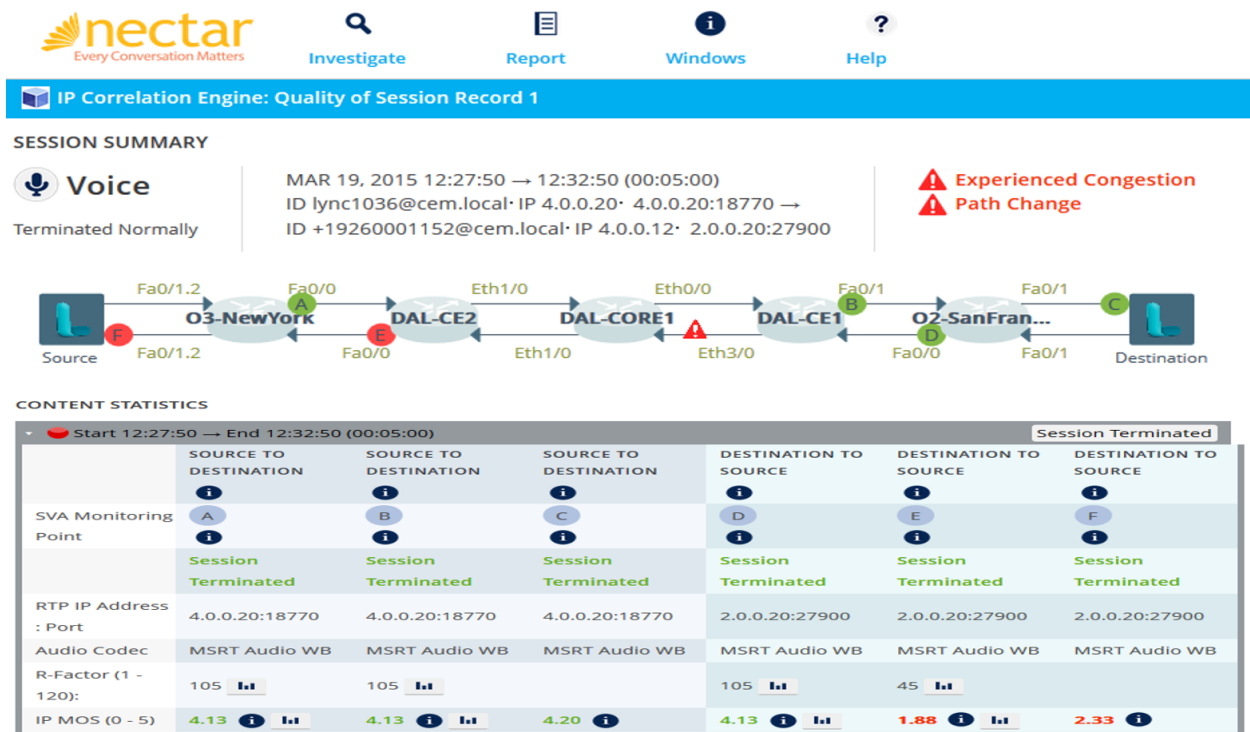 nectar
Every Conversation Matters
Investigate
Report
Windows
? Help
IP Correlation Engine: Quality of Session Record 1
SESSION SUMMARY
Voice
Terminated Normally
MAR 19, 2015 12:27:50 → 12:32:50 (00:05:00)
ID lync1036@cem.local· IP 4.0.0.20· 4.0.0.20:18770 →
ID +19260001152@cem.local· IP 4.0.0.12· 2.0.0.20:27900
Experienced Congestion
Path Change
Fa0/1.2 Fa0/0 Eth1/0 Eth0/0 Fa0/1 Fa0/1
A B C
O3-NewYork DAL-CE2 DAL-CORE1 DAL-CE1 O2-SanFran...
F E D
Source Fa0/1.2 Fa0/0 Eth1/0 Eth3/0 Fa0/0 Fa0/1 Destination
CONTENT STATISTICS
Start 12:27:50 → End 12:32:50 (00:05:00) Session Terminated
SOURCE TO SOURCE TO SOURCE TO DESTINATION TO DESTINATION TO DESTINATION TO
DESTINATION DESTINATION DESTINATION SOURCE SOURCE SOURCE
SVA Monitoring A B C D E F
Point
Session Session Session Session Session Session
Terminated Terminated Terminated Terminated Terminated Terminated
RTP IP Address
: Port 4.0.0.20:18770 4.0.0.20:18770 4.0.0.20:18770 2.0.0.20:27900 2.0.0.20:27900 2.0.0.20:27900
Audio Codec MSRT Audio WB MSRT Audio WB MSRT Audio WB MSRT Audio WB MSRT Audio WB MSRT Audio WB
R-Factor (1 -
120): 105 105 105 45
IP MOS (0 - 5) 4.13 4.13 4.20 4.13 1.88 2.33